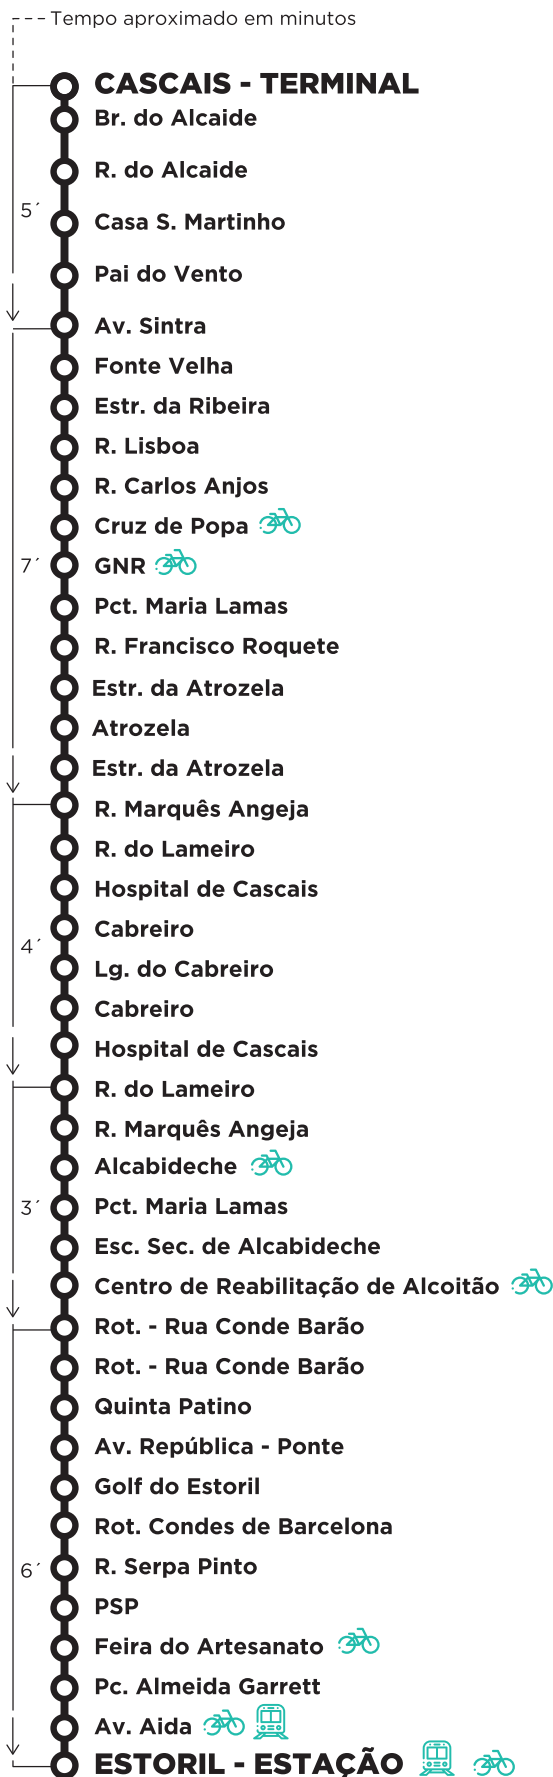 Tempo aproximado em minutos
CASCAIS - TERMINAL
Br. do Alcaide
R. do Alcaide
5´
Casa S. Martinho
Pai do Vento
Av. Sintra
Fonte Velha
Estr. da Ribeira
R. Lisboa
R. Carlos Anjos
Cruz de Popa
7´
GNR
Pct. Maria Lamas
R. Francisco Roquete
Estr. da Atrozela
Atrozela
Estr. da Atrozela
R. Marquês Angeja
R. do Lameiro
Hospital de Cascais
Cabreiro
4´
Lg. do Cabreiro
Cabreiro
Hospital de Cascais
R. do Lameiro
R. Marquês Angeja
Alcabideche
3´
Pct. Maria Lamas
Esc. Sec. de Alcabideche
Centro de Reabilitação de Alcoitão
Rot. - Rua Conde Barão
Rot. - Rua Conde Barão
Quinta Patino
Av. República - Ponte
Golf do Estoril
Rot. Condes de Barcelona
6´
R. Serpa Pinto
PSP
Feira do Artesanato
Pc. Almeida Garrett
Av. Aida
ESTORIL - ESTAÇÃO